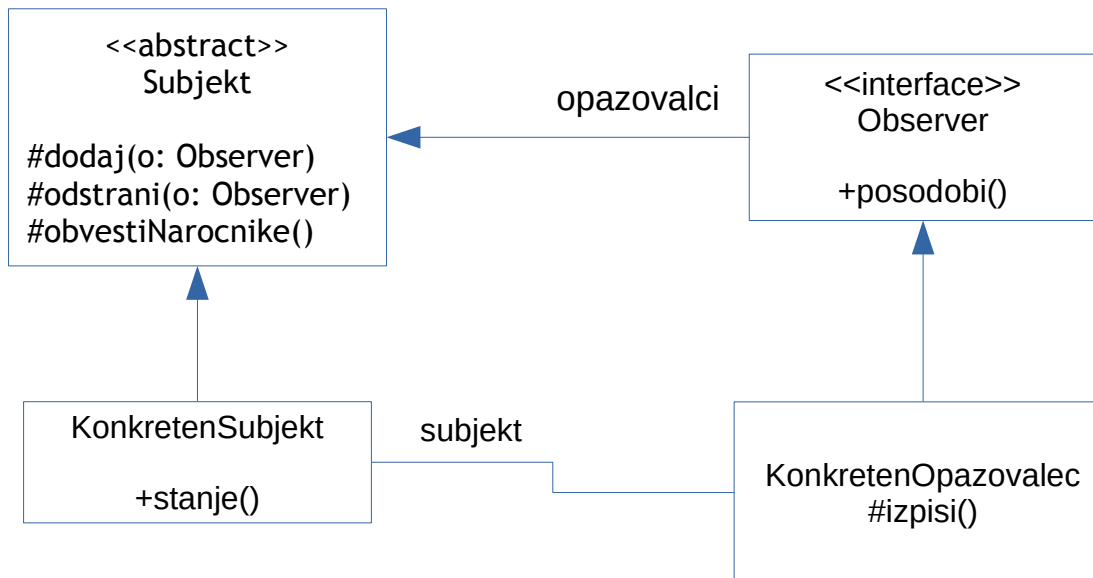 <<abstract>>
Subjekt
#dodaj(o: Observer)
#odstrani(o: Observer)
#obvestiNarocnike()
opazovalci
<<interface>>
Observer
+posodobi()
KonkretenSubjekt
+stanje()
subjekt
KonkretenOpazovalec
#izpisi()